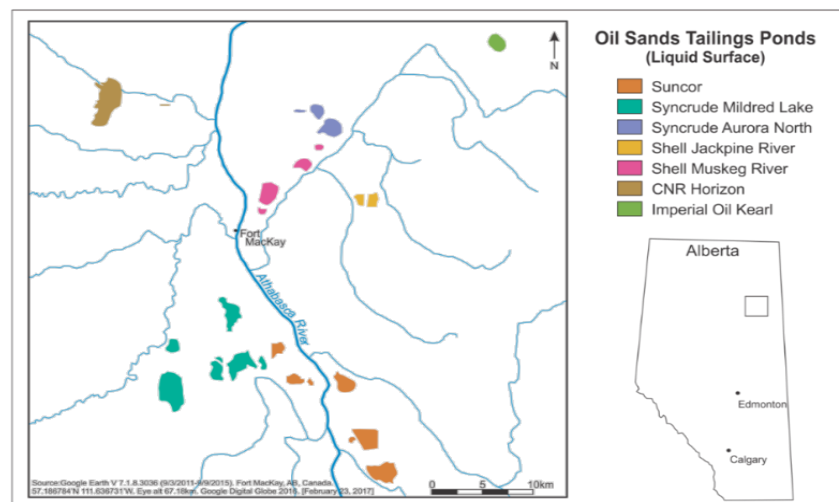 Oil Sands Tailings Ponds
(Liquid Surface)
Suncor
Syncrude Mildred Lake
Syncrude Aurora North
Shell Jackpine River
Shell Muskeg River
CNR Horizon
Imperial Oil Kearl
N
Fort
MacKay
Athabasca River
Alberta
Edmonton
Calgary
Source:Google Earth V 7.1.8.3036 (9/3/2011-9/9/2015). Fort MacKay, AB, Canada.
57.186784°N 111.636731°W. Eye alt 67.18km. Google Digital Globe 2016. [February 23, 2017]
0 5 10km